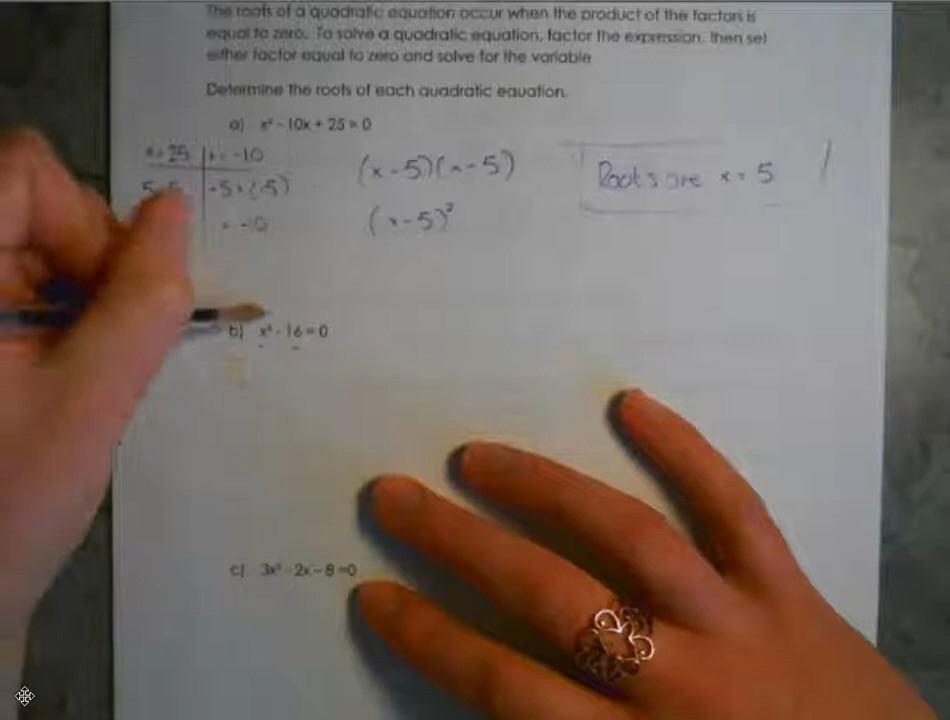 The roots of a quadratic equation occur when the product of the factors is
equal to zero. To solve a quadratic equation, factor the expression, then set
either factor equal to zero and solve for the variable
Determine the roots of each quadratic equation.
a) x² - 10x + 25 = 0
25 -10
(x-5)(x-5)
Roots are x = 5
-5+(-5)
= -10
(x-5)²
b) x² - 16 = 0
c) 3x² - 2x - 8 = 0